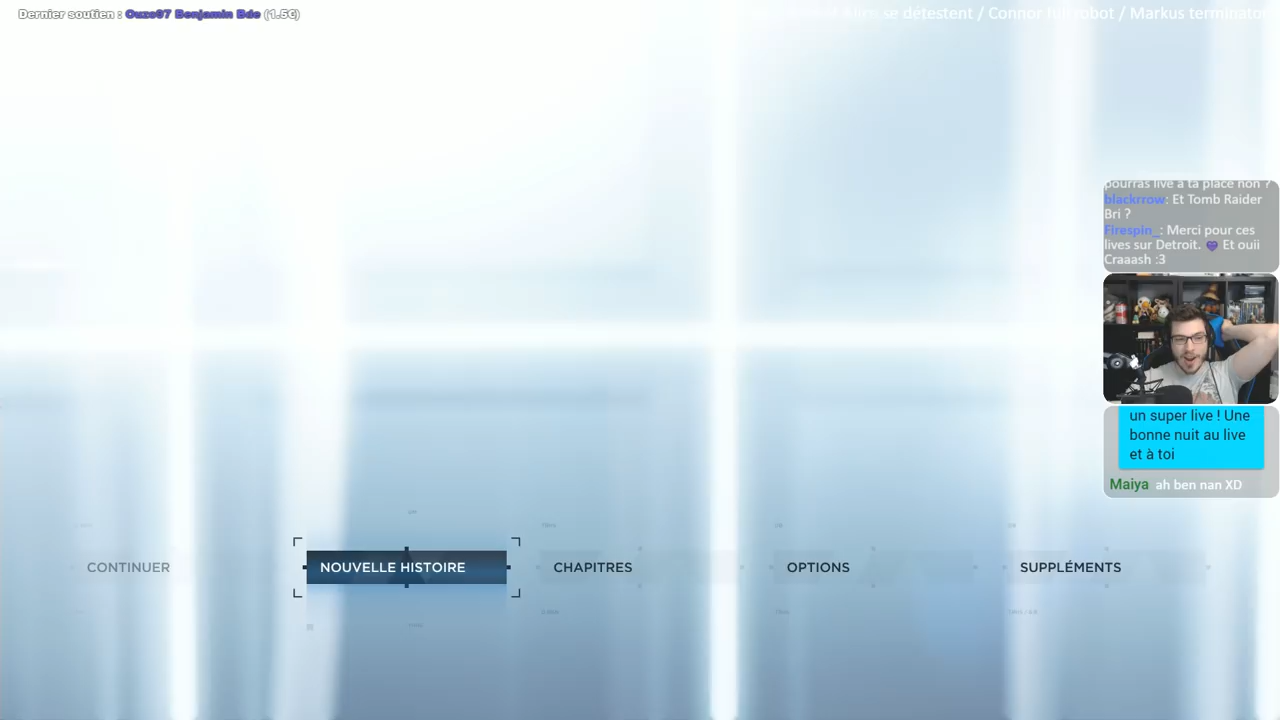 Dernier soutien : Ouzo97 Benjamin Bde (1.5€)
se détestent / Connor full robot / Markus terminator
pourras live à ta place non ?
blackrrow: Et Tomb Raider
Bri ?
Firespin_: Merci pour ces
lives sur Detroit. 💜 Et ouii
Craaash :3
un super live ! Une
bonne nuit au live
et à toi
Maiya ah ben nan XD
CONTINUER
NOUVELLE HISTOIRE
CHAPITRES
OPTIONS
SUPPLÉMENTS